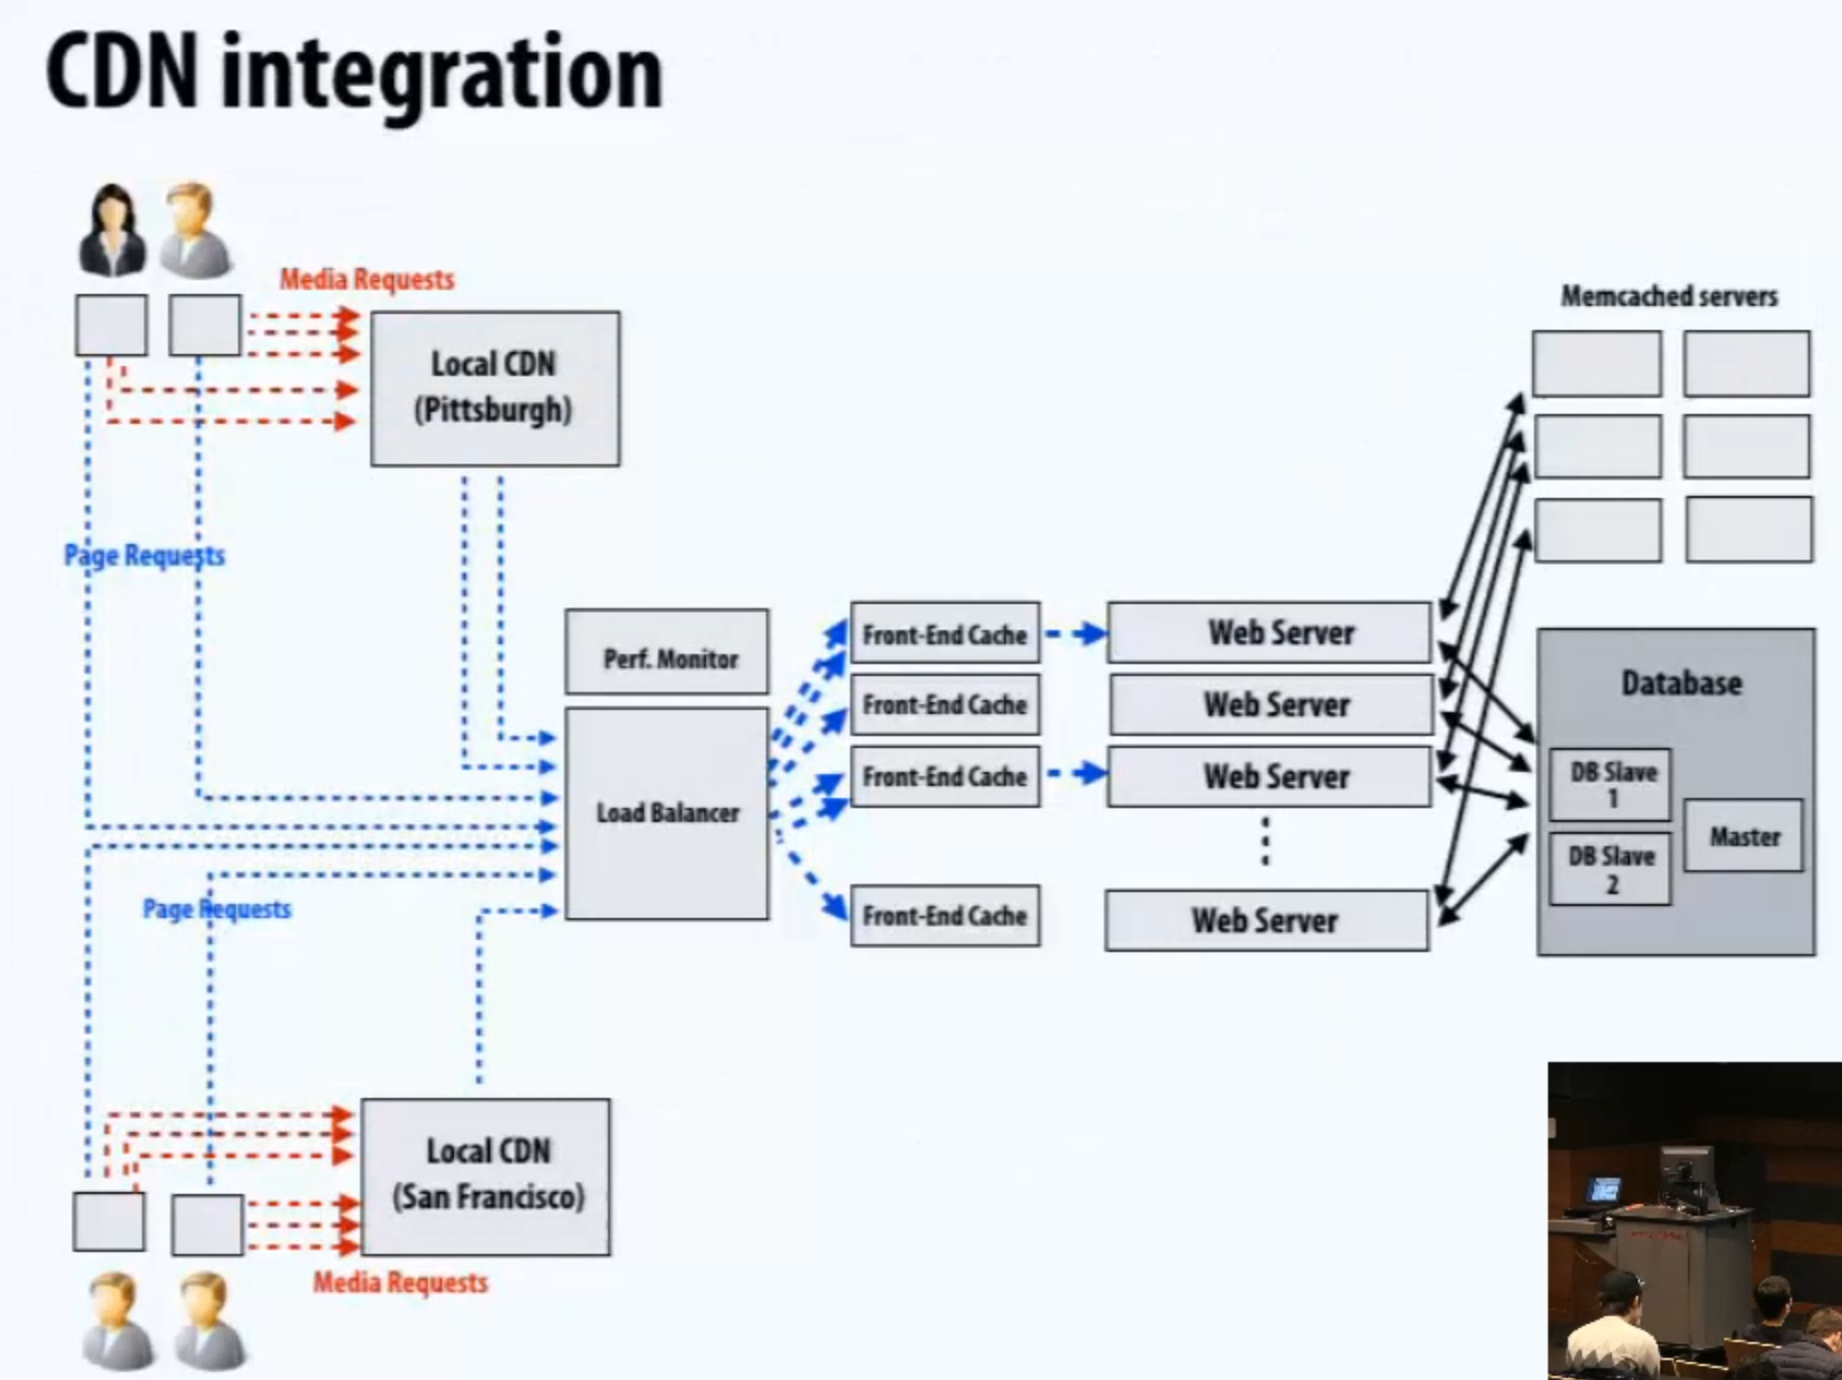 CDN integration
Media Requests
Local CDN
(Pittsburgh)
Page Requests
Memcached servers
Perf. Monitor
Load Balancer
Front-End Cache
Front-End Cache
Front-End Cache
Front-End Cache
Web Server
Web Server
Web Server
Web Server
Database
DB Slave
1
DB Slave
2
Master
Page Requests
Local CDN
(San Francisco)
Media Requests